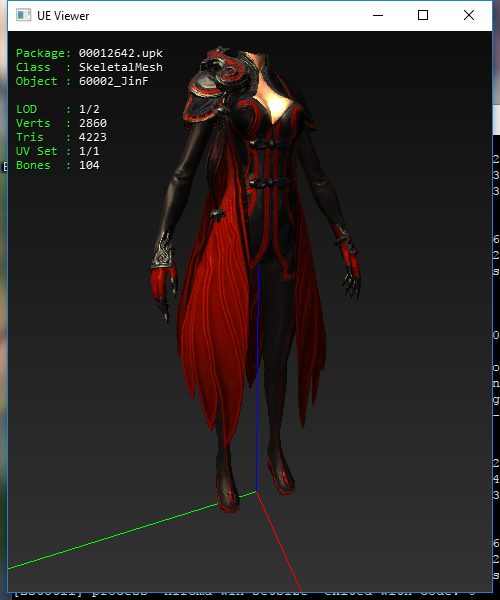 UE Viewer
Package: 00012642.upk
Class : SkeletalMesh
Object : 60002_JinF
LOD : 1/2
Verts : 2860
Tris : 4223
UV Set : 1/1
Bones : 104